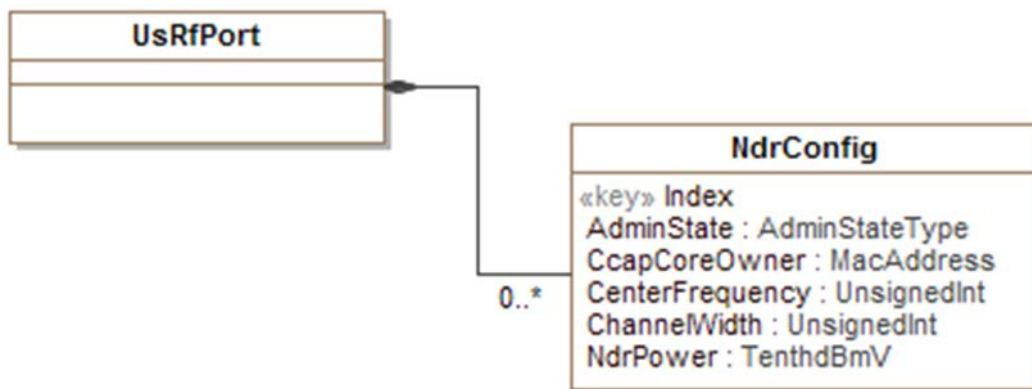 UsRfPort
NdrConfig
«key» Index
AdminState : AdminStateType
CcapCoreOwner : MacAddress
CenterFrequency : UnsignedInt
0..*
ChannelWidth : UnsignedInt
NdrPower : TenthdBmV